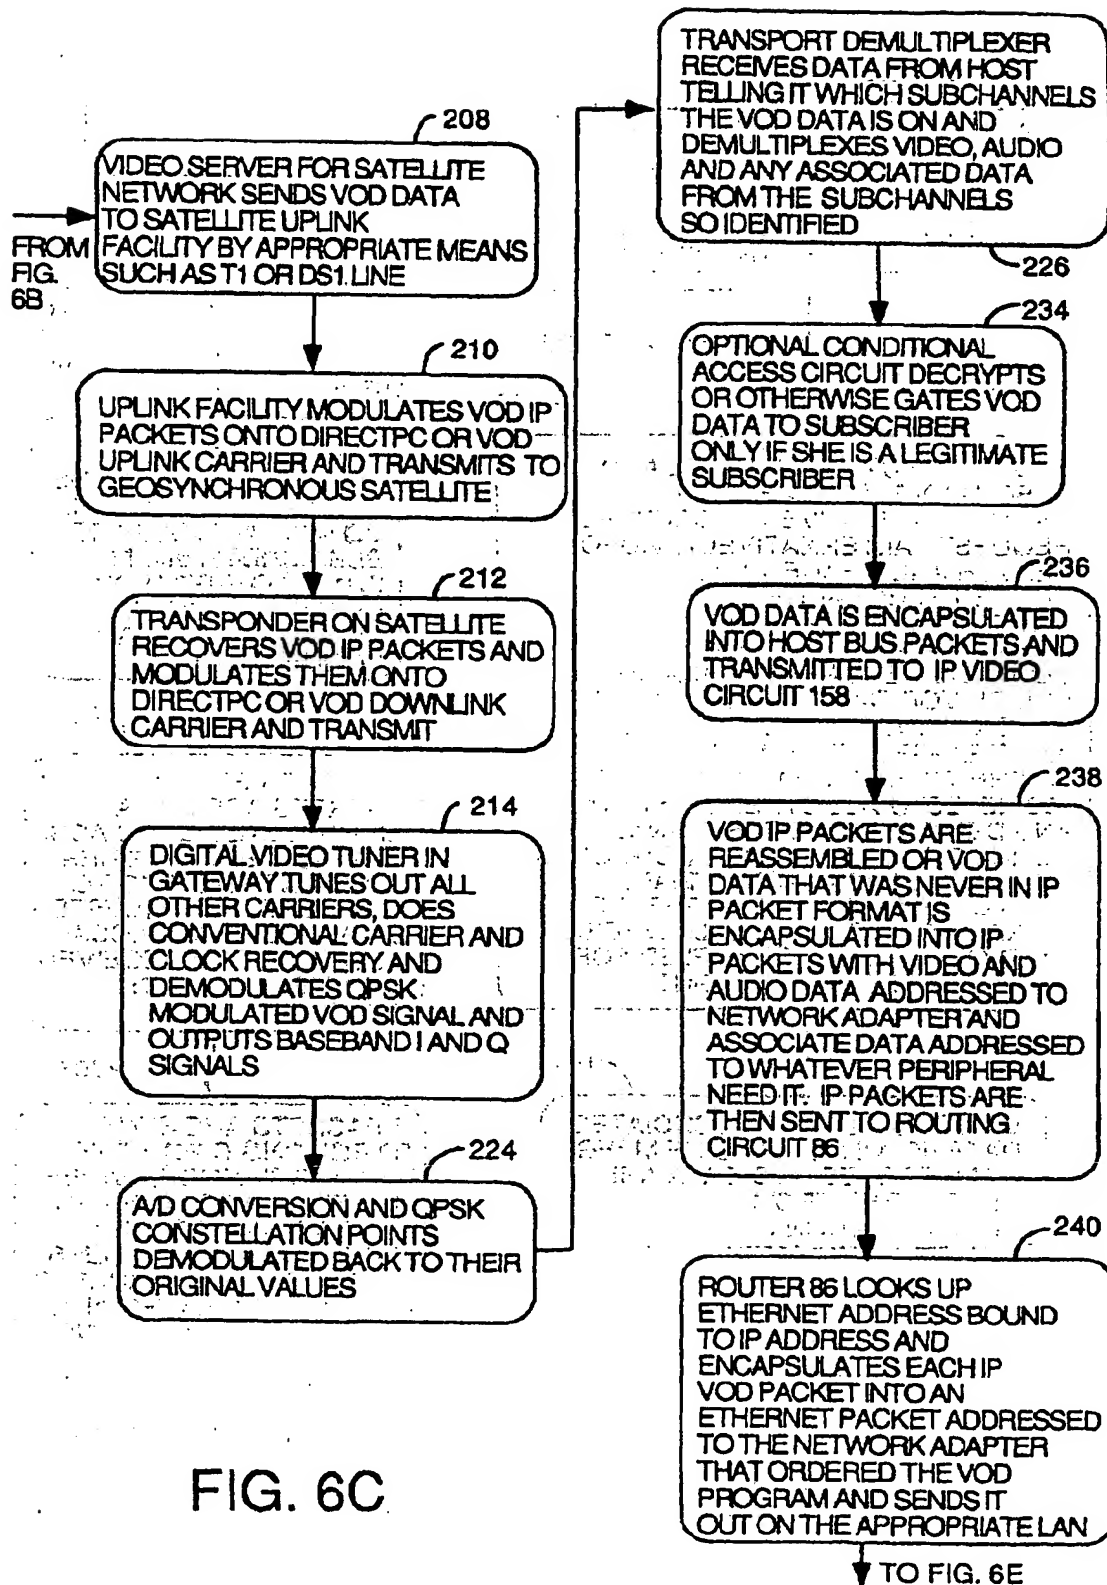 208
VIDEO SERVER FOR SATELLITE
NETWORK SENDS VOD DATA
TO SATELLITE UPLINK
FACILITY BY APPROPRIATE MEANS
SUCH AS T1 OR DS1 LINE
FROM
FIG.
6B
210
UPLINK FACILITY MODULATES VOD IP
PACKETS ONTO DIRECTPC OR VOD
UPLINK CARRIER AND TRANSMITS TO
GEOSYNCHRONOUS SATELLITE
212
TRANSPONDER ON SATELLITE
RECOVERS VOD IP PACKETS AND
MODULATES THEM ONTO
DIRECTPC OR VOD DOWNLINK
CARRIER AND TRANSMIT
214
DIGITAL VIDEO TUNER IN
GATEWAY TUNES OUT ALL
OTHER CARRIERS, DOES
CONVENTIONAL CARRIER AND
CLOCK RECOVERY AND
DEMODULATES QPSK
MODULATED VOD SIGNAL AND
OUTPUTS BASEBAND I AND Q
SIGNALS
224
A/D CONVERSION AND QPSK
CONSTELLATION POINTS
DEMODULATED BACK TO THEIR
ORIGINAL VALUES
TRANSPORT DEMULTIPLEXER
RECEIVES DATA FROM HOST
TELLING IT WHICH SUBCHANNELS
THE VOD DATA IS ON AND
DEMULTIPLEXES VIDEO, AUDIO
AND ANY ASSOCIATED DATA
FROM THE SUBCHANNELS
SO IDENTIFIED
226
234
OPTIONAL CONDITIONAL
ACCESS CIRCUIT DECRYPTS
OR OTHERWISE GATES VOD
DATA TO SUBSCRIBER
ONLY IF SHE IS A LEGITIMATE
SUBSCRIBER
236
VOD DATA IS ENCAPSULATED
INTO HOST BUS PACKETS AND
TRANSMITTED TO IP VIDEO
CIRCUIT 158
238
VOD IP PACKETS ARE
REASSEMBLED OR VOD
DATA THAT WAS NEVER IN IP
PACKET FORMAT IS
ENCAPSULATED INTO IP
PACKETS WITH VIDEO AND
AUDIO DATA ADDRESSED TO
NETWORK ADAPTER AND
ASSOCIATE DATA ADDRESSED
TO WHATEVER PERIPHERAL
NEED IT. IP PACKETS ARE
THEN SENT TO ROUTING
CIRCUIT 86
240
ROUTER 86 LOOKS UP
ETHERNET ADDRESS BOUND
TO IP ADDRESS AND
ENCAPSULATES EACH IP
VOD PACKET INTO AN
ETHERNET PACKET ADDRESSED
TO THE NETWORK ADAPTER
THAT ORDERED THE VOD
PROGRAM AND SENDS IT
OUT ON THE APPROPRIATE LAN
TO FIG. 6E
FIG. 6C